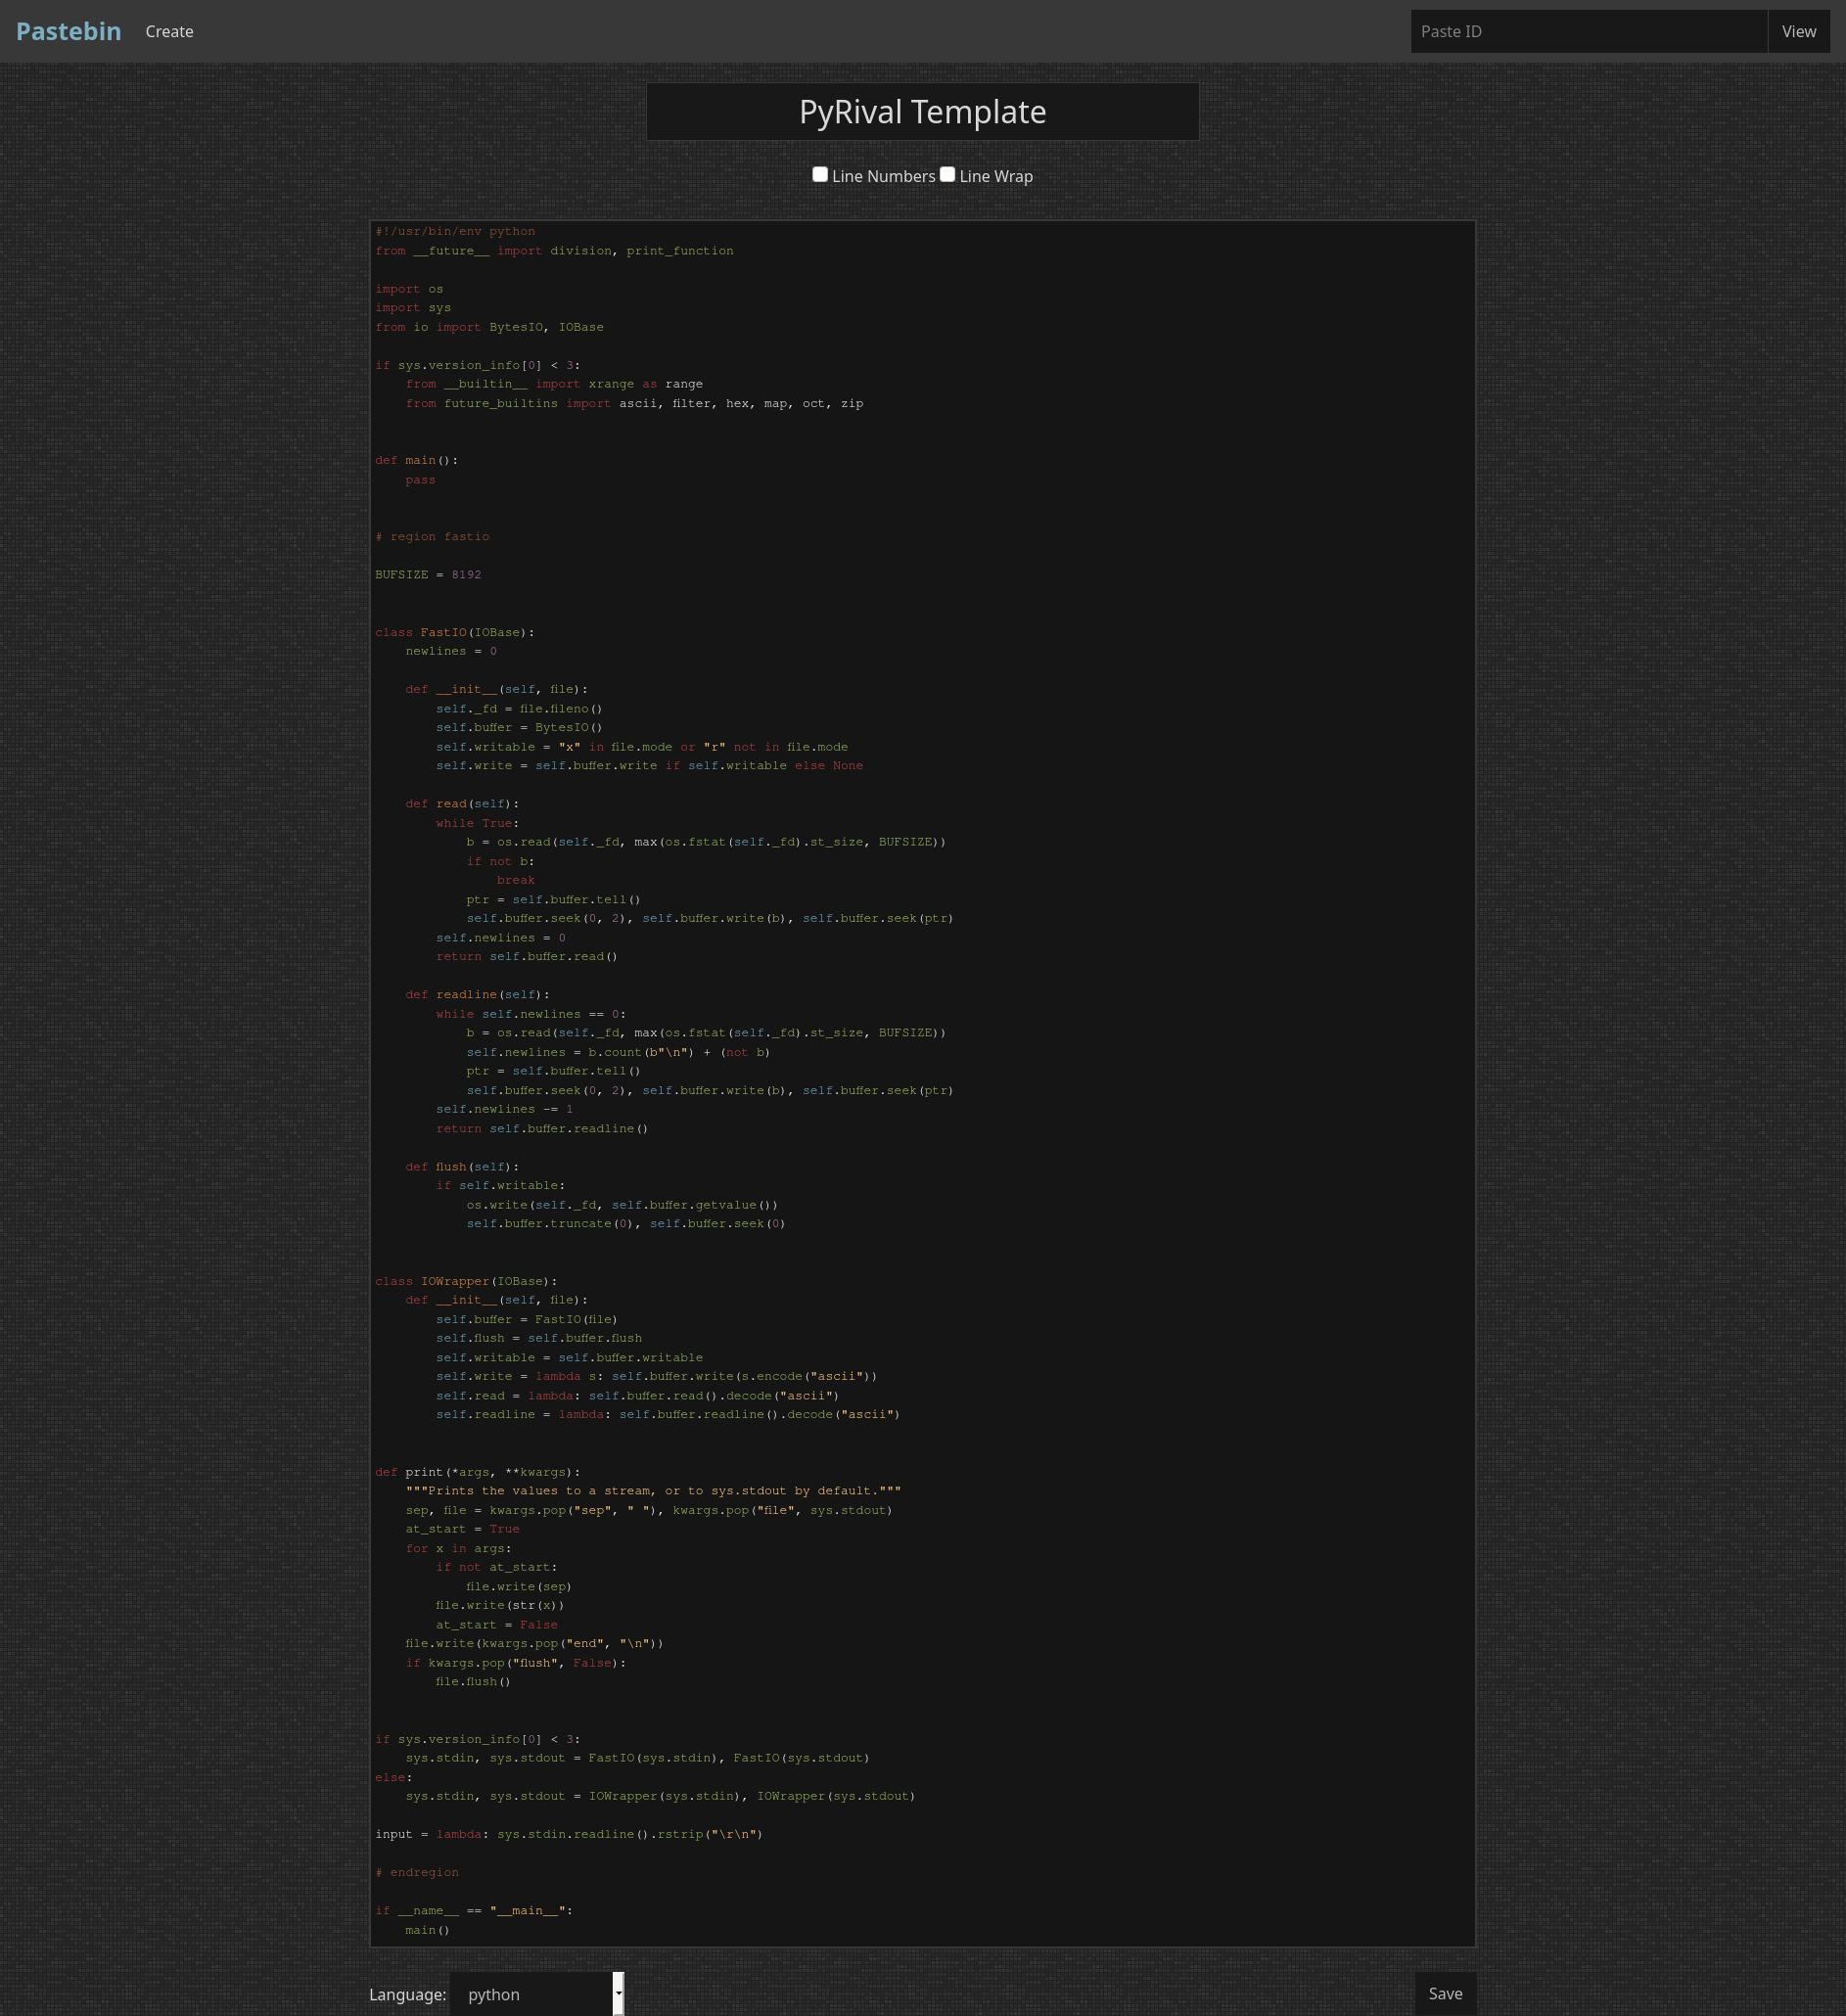 Pastebin Create Paste ID View
PyRival Template
Line Numbers Line Wrap
#!/usr/bin/env python
from __future__ import division, print_function

import os
import sys
from io import BytesIO, IOBase

if sys.version_info[0] < 3:
    from __builtin__ import xrange as range
    from future_builtins import ascii, filter, hex, map, oct, zip


def main():
    pass


# region fastio

BUFSIZE = 8192


class FastIO(IOBase):
    newlines = 0

    def __init__(self, file):
        self._fd = file.fileno()
        self.buffer = BytesIO()
        self.writable = "x" in file.mode or "r" not in file.mode
        self.write = self.buffer.write if self.writable else None

    def read(self):
        while True:
            b = os.read(self._fd, max(os.fstat(self._fd).st_size, BUFSIZE))
            if not b:
                break
            ptr = self.buffer.tell()
            self.buffer.seek(0, 2), self.buffer.write(b), self.buffer.seek(ptr)
        self.newlines = 0
        return self.buffer.read()

    def readline(self):
        while self.newlines == 0:
            b = os.read(self._fd, max(os.fstat(self._fd).st_size, BUFSIZE))
            self.newlines = b.count(b"\n") + (not b)
            ptr = self.buffer.tell()
            self.buffer.seek(0, 2), self.buffer.write(b), self.buffer.seek(ptr)
        self.newlines -= 1
        return self.buffer.readline()

    def flush(self):
        if self.writable:
            os.write(self._fd, self.buffer.getvalue())
            self.buffer.truncate(0), self.buffer.seek(0)


class IOWrapper(IOBase):
    def __init__(self, file):
        self.buffer = FastIO(file)
        self.flush = self.buffer.flush
        self.writable = self.buffer.writable
        self.write = lambda s: self.buffer.write(s.encode("ascii"))
        self.read = lambda: self.buffer.read().decode("ascii")
        self.readline = lambda: self.buffer.readline().decode("ascii")


def print(*args, **kwargs):
    """Prints the values to a stream, or to sys.stdout by default."""
    sep, file = kwargs.pop("sep", " "), kwargs.pop("file", sys.stdout)
    at_start = True
    for x in args:
        if not at_start:
            file.write(sep)
        file.write(str(x))
        at_start = False
    file.write(kwargs.pop("end", "\n"))
    if kwargs.pop("flush", False):
        file.flush()


if sys.version_info[0] < 3:
    sys.stdin, sys.stdout = FastIO(sys.stdin), FastIO(sys.stdout)
else:
    sys.stdin, sys.stdout = IOWrapper(sys.stdin), IOWrapper(sys.stdout)

input = lambda: sys.stdin.readline().rstrip("\r\n")

# endregion

if __name__ == "__main__":
    main()
Language: python Save